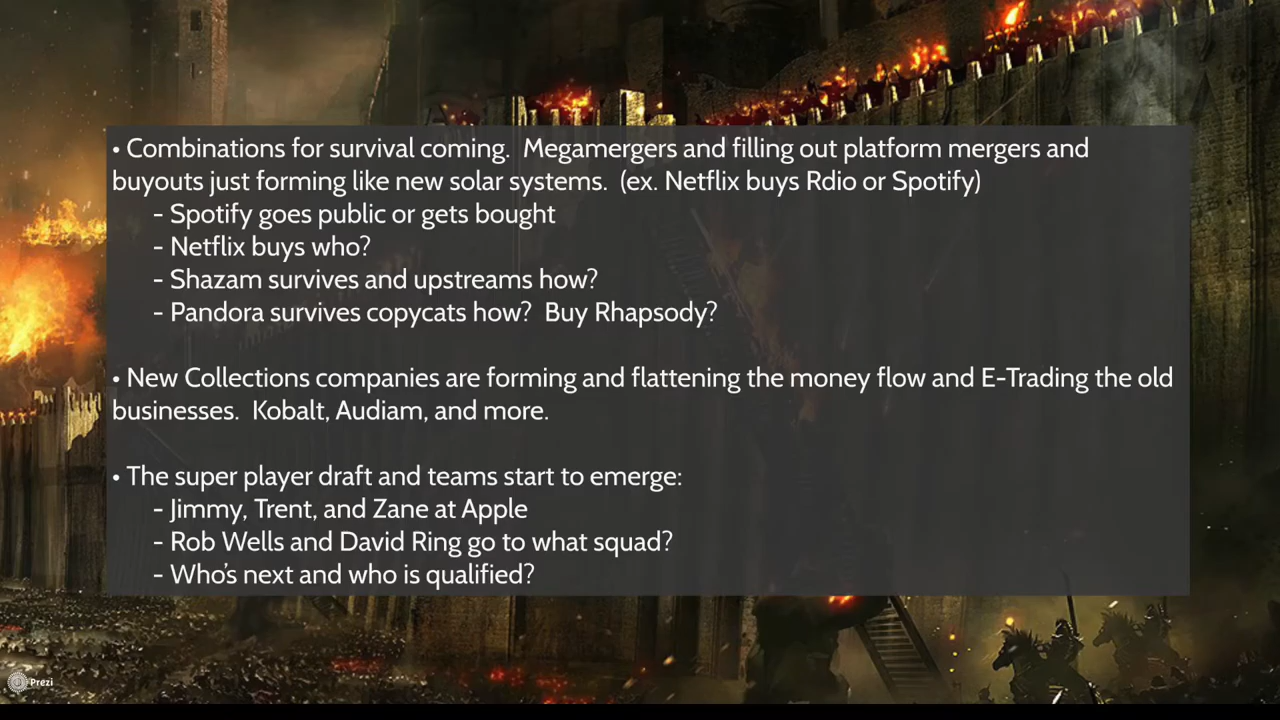 • Combinations for survival coming.  Megamergers and filling out platform mergers and
buyouts just forming like new solar systems.  (ex. Netflix buys Rdio or Spotify)
- Spotify goes public or gets bought
- Netflix buys who?
- Shazam survives and upstreams how?
- Pandora survives copycats how?  Buy Rhapsody?
• New Collections companies are forming and flattening the money flow and E-Trading the old
businesses.  Kobalt, Audiam, and more.
• The super player draft and teams start to emerge:
- Jimmy, Trent, and Zane at Apple
- Rob Wells and David Ring go to what squad?
- Who’s next and who is qualified?
Prezi